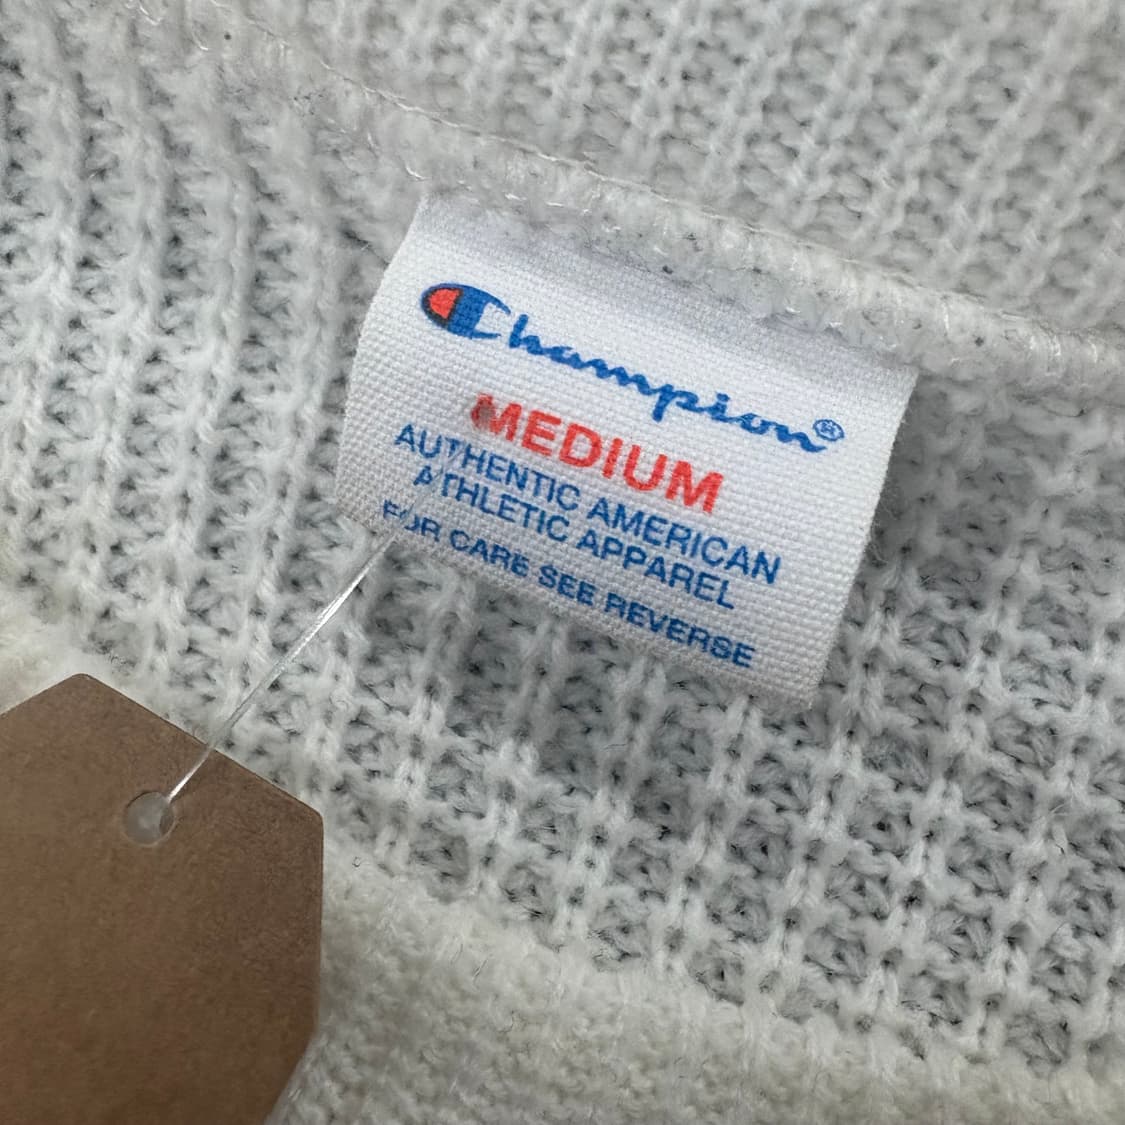 Champion®
MEDIUM
AUTHENTIC AMERICAN
ATHLETIC APPAREL
FOR CARE SEE REVERSE